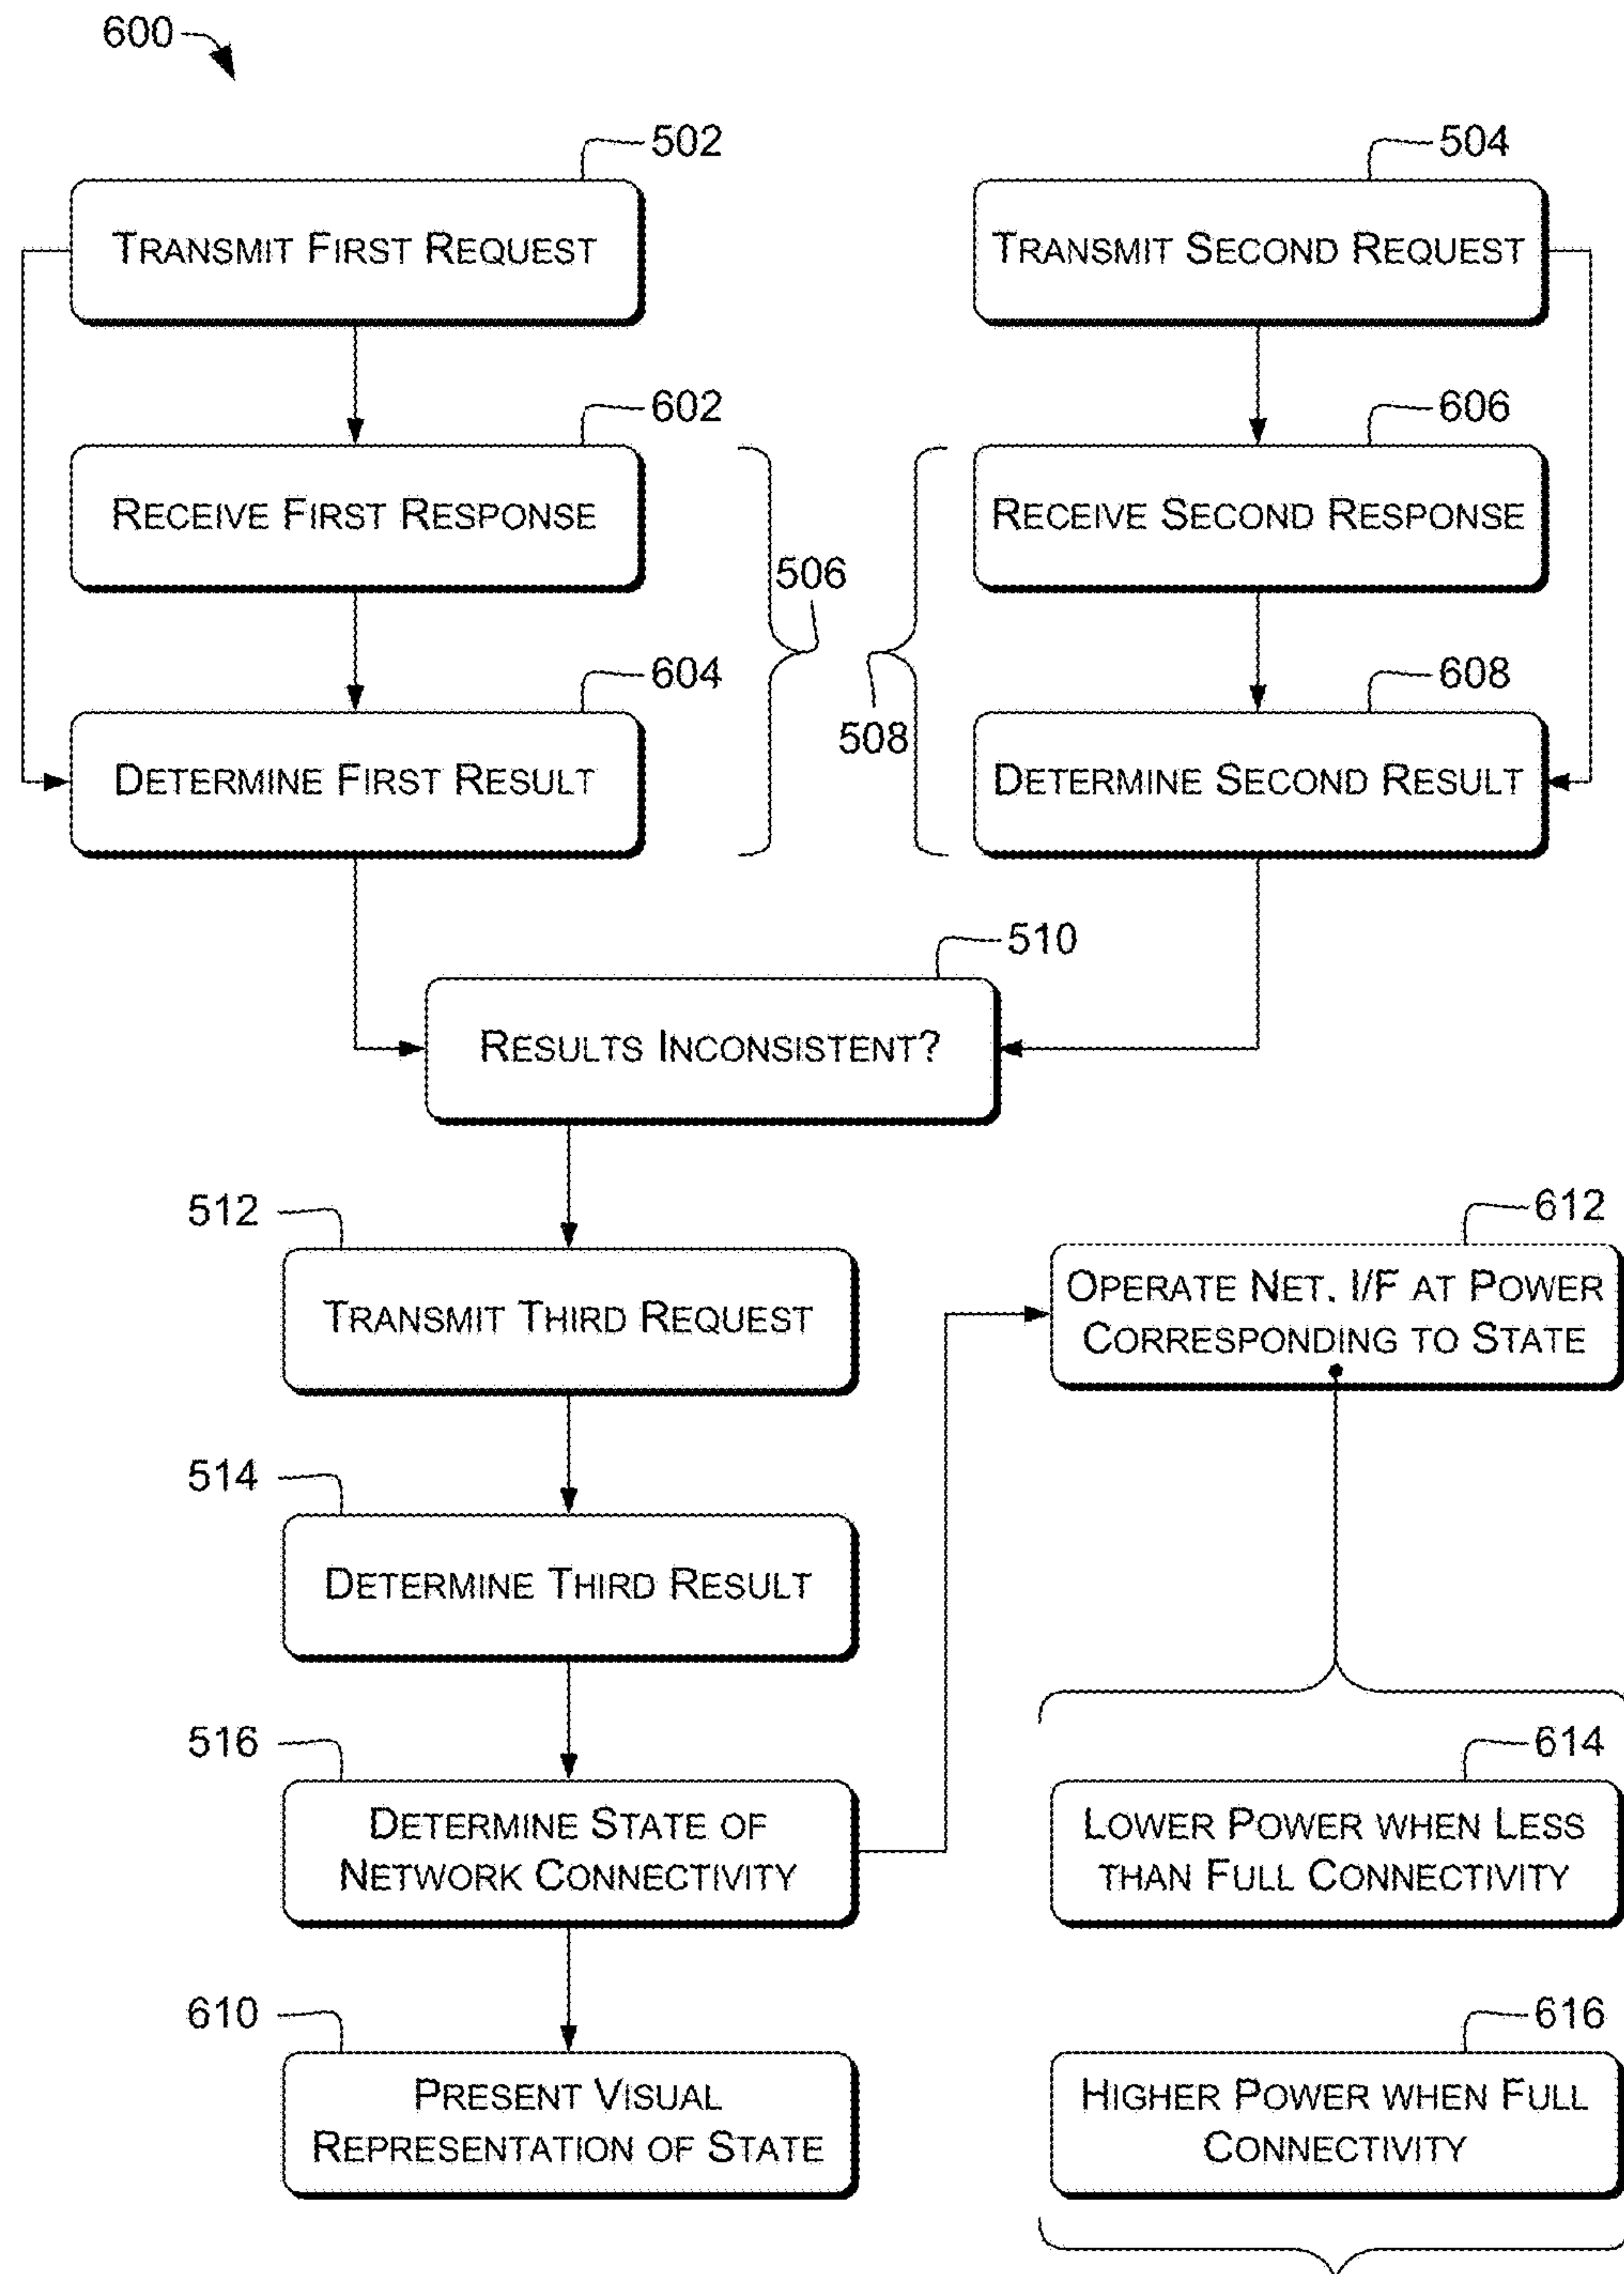 600
502
504
TRANSMIT FIRST REQUEST
TRANSMIT SECOND REQUEST
602
606
RECEIVE FIRST RESPONSE
RECEIVE SECOND RESPONSE
506
508
604
608
DETERMINE FIRST RESULT
DETERMINE SECOND RESULT
510
RESULTS INCONSISTENT?
512
TRANSMIT THIRD REQUEST
612
OPERATE NET. I/F AT POWER
CORRESPONDING TO STATE
514
DETERMINE THIRD RESULT
516
DETERMINE STATE OF
NETWORK CONNECTIVITY
614
LOWER POWER WHEN LESS
THAN FULL CONNECTIVITY
610
PRESENT VISUAL
REPRESENTATION OF STATE
616
HIGHER POWER WHEN FULL
CONNECTIVITY